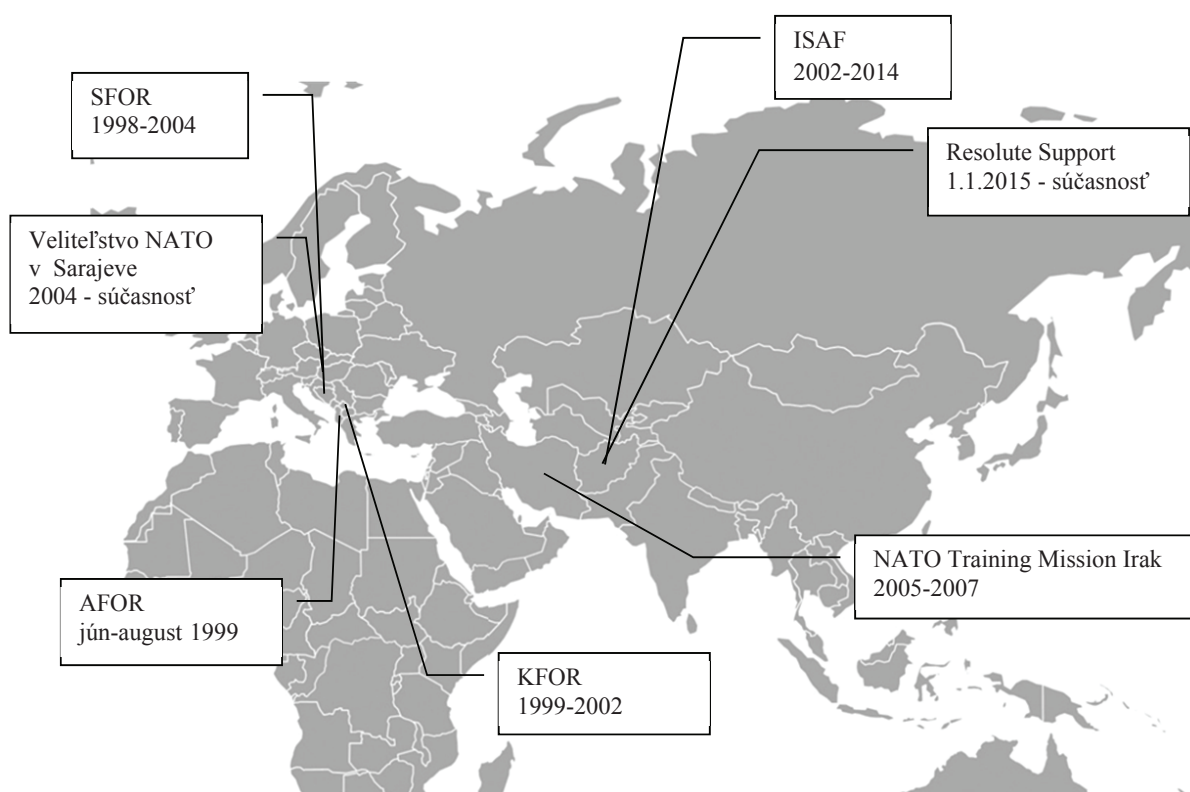 ISAF
2002-2014
SFOR
1998-2004
Resolute Support
1.1.2015 - súčasnosť
Veliteľstvo NATO
v Sarajeve
2004 - súčasnosť
NATO Training Mission Irak
2005-2007
AFOR
jún-august 1999
KFOR
1999-2002